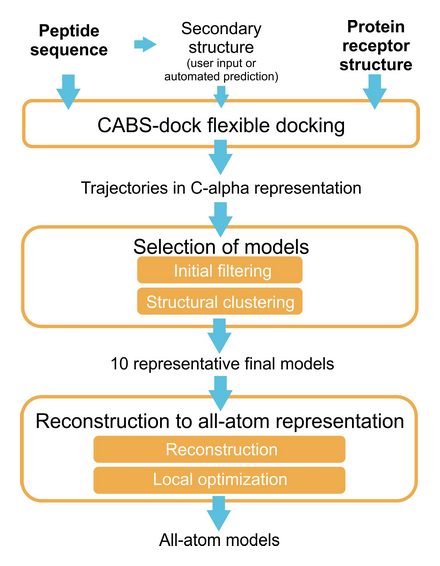 Peptide
sequence
Secondary
structure
(user input or
automated prediction)
Protein
receptor
structure
CABS-dock flexible docking
Trajectories in C-alpha representation
Selection of models
Initial filtering
Structural clustering
10 representative final models
Reconstruction to all-atom representation
Reconstruction
Local optimization
All-atom models